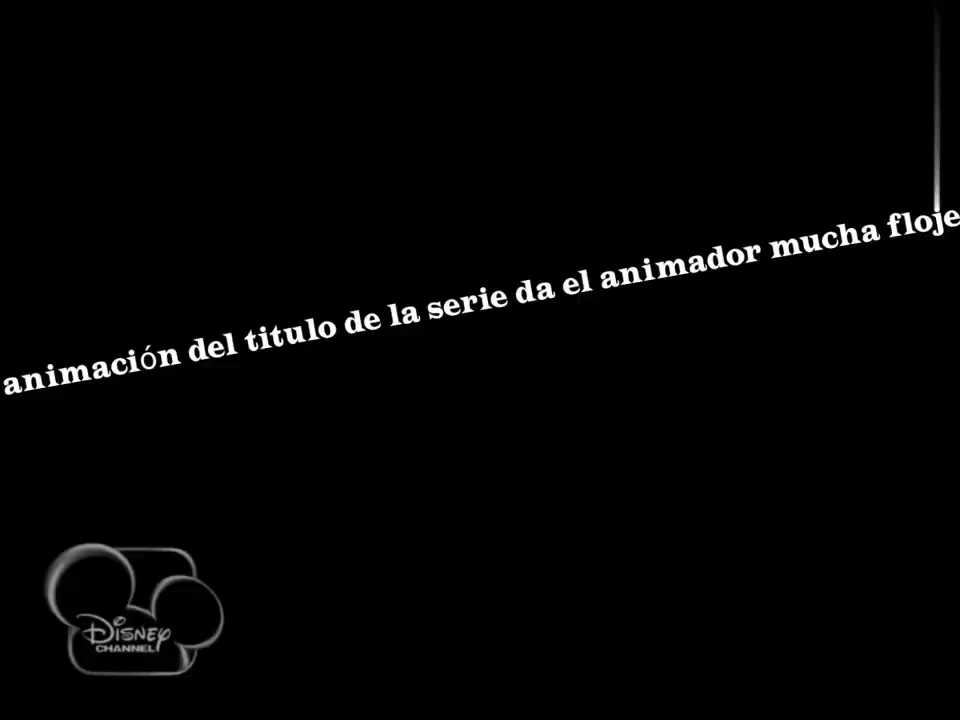 animación del titulo de la serie da el animador mucha floje
DISNEY
CHANNEL